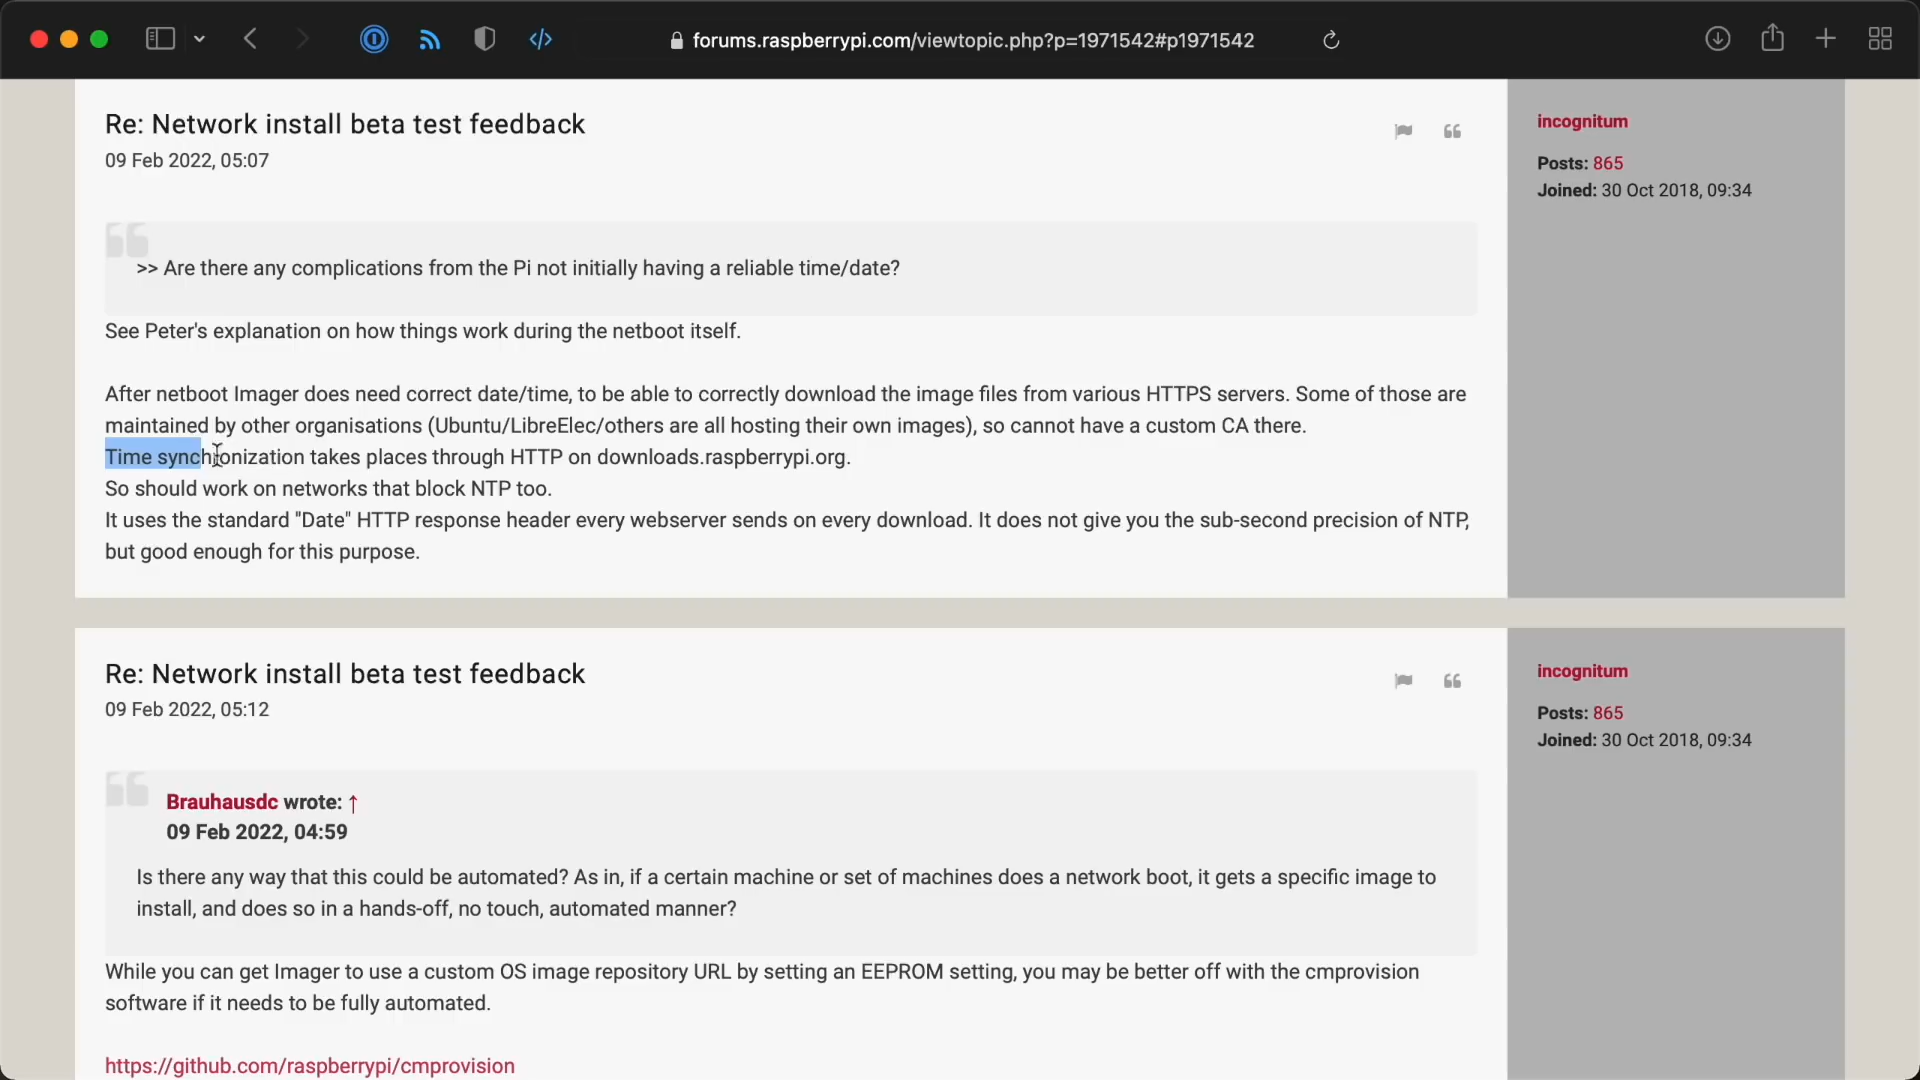 forums.raspberrypi.com/viewtopic.php?p=1971542#p1971542
Re: Network install beta test feedback
09 Feb 2022, 05:07
incognitum
Posts: 865
Joined: 30 Oct 2018, 09:34
>> Are there any complications from the Pi not initially having a reliable time/date?
See Peter's explanation on how things work during the netboot itself.
After netboot Imager does need correct date/time, to be able to correctly download the image files from various HTTPS servers. Some of those are
maintained by other organisations (Ubuntu/LibreElec/others are all hosting their own images), so cannot have a custom CA there.
Time synchronization takes places through HTTP on downloads.raspberrypi.org.
So should work on networks that block NTP too.
It uses the standard "Date" HTTP response header every webserver sends on every download. It does not give you the sub-second precision of NTP,
but good enough for this purpose.
Re: Network install beta test feedback
09 Feb 2022, 05:12
incognitum
Posts: 865
Joined: 30 Oct 2018, 09:34
Brauhausdc wrote: ↑
09 Feb 2022, 04:59
Is there any way that this could be automated? As in, if a certain machine or set of machines does a network boot, it gets a specific image to
install, and does so in a hands-off, no touch, automated manner?
While you can get Imager to use a custom OS image repository URL by setting an EEPROM setting, you may be better off with the cmprovision
software if it needs to be fully automated.
https://github.com/raspberrypi/cmprovision